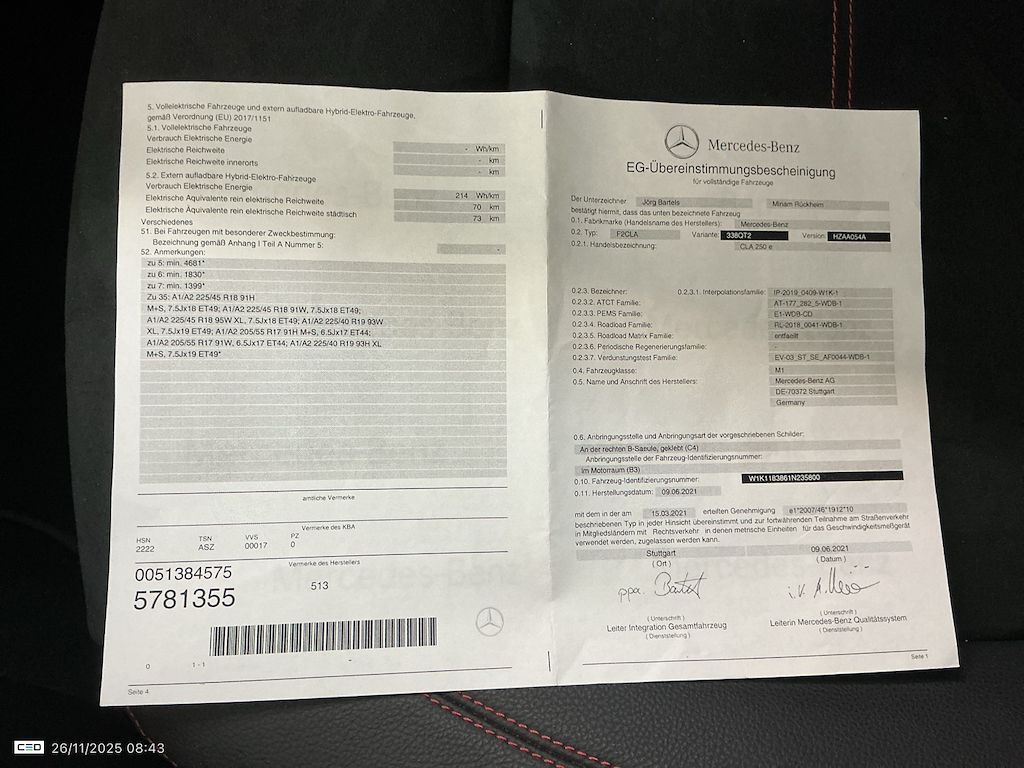 5. Vollelektrische Fahrzeuge und extern aufladbare Hybrid-Elektro-Fahrzeuge,
gemäß Verordnung (EU) 2017/1151
5.1. Vollelektrische Fahrzeuge
Verbrauch Elektrische Energie - Wh/km
Elektrische Reichweite - km
Elektrische Reichweite innerorts - km
5.2. Extern aufladbare Hybrid-Elektro-Fahrzeuge
Verbrauch Elektrische Energie 214 Wh/km
Elektrische Äquivalente rein elektrische Reichweite 70 km
Elektrische Äquivalente rein elektrische Reichweite städtisch 73 km
Verschiedenes
51. Bei Fahrzeugen mit besonderer Zweckbestimmung:
Bezeichnung gemäß Anhang I Teil A Nummer 5: -
52. Anmerkungen:
zu 5: min. 4681*
zu 6: min. 1830*
zu 7: min. 1399*
Zu 35: A1/A2 225/45 R18 91H
M+S, 7.5Jx18 ET49; A1/A2 225/45 R18 91W, 7.5Jx18 ET49;
A1/A2 225/45 R18 95W XL, 7.5Jx18 ET49; A1/A2 225/40 R19 93W
XL, 7.5Jx19 ET49; A1/A2 205/55 R17 91H M+S, 6.5Jx17 ET44;
A1/A2 205/55 R17 91W, 6.5Jx17 ET44; A1/A2 225/40 R19 93H XL
M+S, 7.5Jx19 ET49*
amtliche Vermerke
Vermerke des KBA
HSN TSN VVS PZ
2222 ASZ 00017 0
Vermerke des Herstellers
0051384575
513
5781355
0 1 - 1 -
Seite 4
Mercedes-Benz
EG-Übereinstimmungsbescheinigung
für vollständige Fahrzeuge
Der Unterzeichner Jörg Bartels Miriam Rückheim
bestätigt hiermit, dass das unten bezeichnete Fahrzeug
0.1. Fabrikmarke (Handelsname des Herstellers): Mercedes-Benz
0.2. Typ: F2CLA Variante: 338QT2 Version: HZAA054A
0.2.1. Handelsbezeichnung: CLA 250 e
0.2.3. Bezeichner: 0.2.3.1. Interpolationsfamilie: IP-2019_0409-W1K-1
0.2.3.2. ATCT Familie: AT-177_282_5-WDB-1
0.2.3.3. PEMS Familie: E1-WDB-CD
0.2.3.4. Roadload Familie: RL-2018_0041-WDB-1
0.2.3.5. Roadload Matrix Familie: entfaellt
0.2.3.6. Periodische Regenerierungsfamilie: -
0.2.3.7. Verdunstungstest Familie: EV-03_ST_SE_AF0044-WDB-1
0.4. Fahrzeugklasse: M1
0.5. Name und Anschrift des Herstellers: Mercedes-Benz AG
DE-70372 Stuttgart
Germany
0.6. Anbringungsstelle und Anbringungsart der vorgeschriebenen Schilder:
An der rechten B-Saeule, geklebt (C4)
Anbringungsstelle der Fahrzeug-Identifizierungsnummer:
im Motorraum (B3)
0.10. Fahrzeug-Identifizierungsnummer: W1K1183861N235800
0.11. Herstellungsdatum: 09.06.2021
mit dem in der am 15.03.2021 erteilten Genehmigung e1*2007/46*1912*10
beschriebenen Typ in jeder Hinsicht übereinstimmt und zur fortwährenden Teilnahme am Straßenverkehr
in Mitgliedsländern mit Rechtsverkehr in denen metrische Einheiten für das Geschwindigkeitsmeßgerät
verwendet werden, zugelassen werden kann.
Stuttgart 09.06.2021
( Ort ) ( Datum )
ppa. i.V.
( Unterschrift ) ( Unterschrift )
Leiter Integration Gesamtfahrzeug Leiterin Mercedes-Benz Qualitätssystem
( Dienststellung ) ( Dienststellung )
Seite 1
26/11/2025 08:43